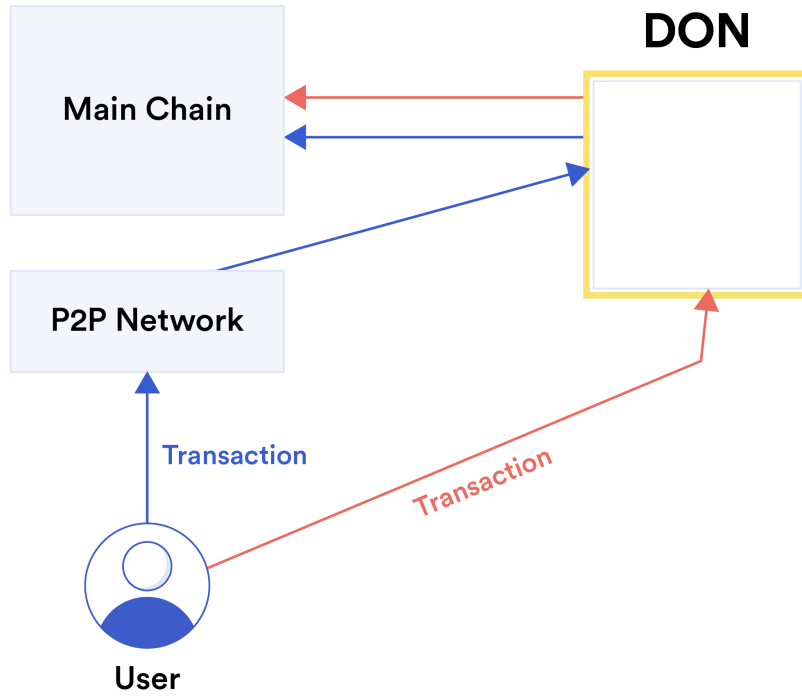 DON
Main Chain
P2P Network
Transaction
Transaction
User